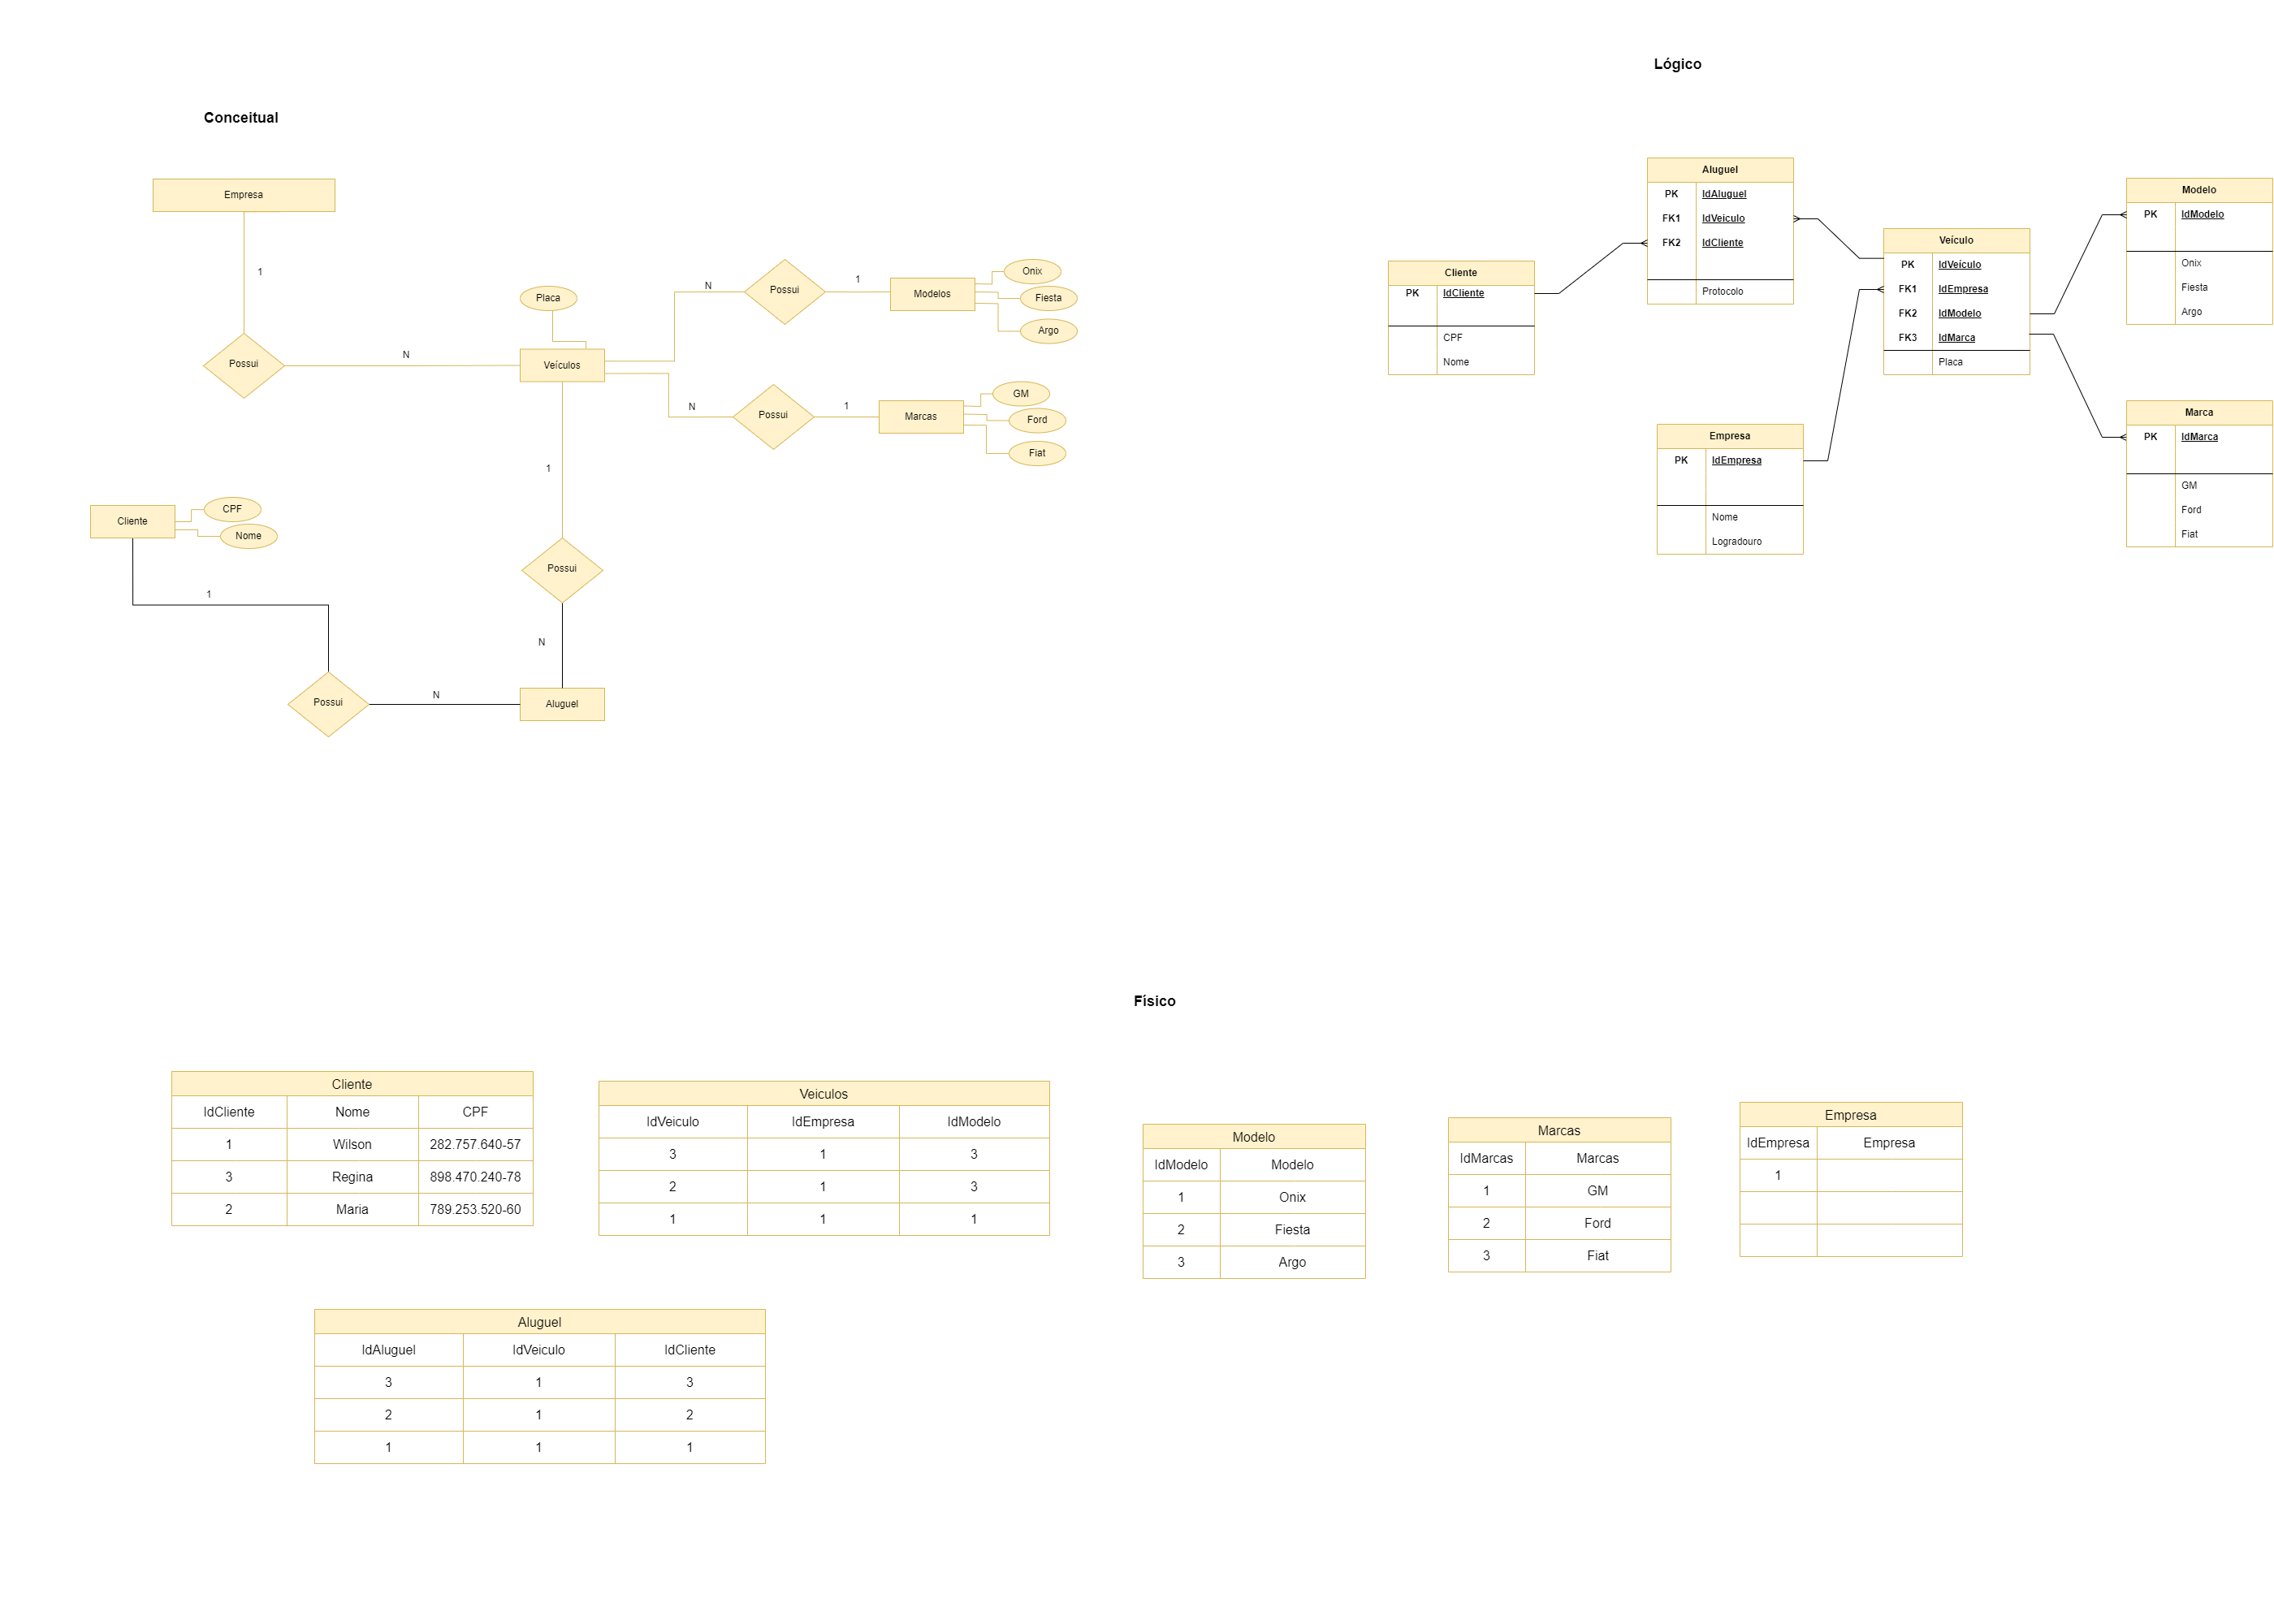 Conceitual
Empresa
1
Possui
N
Placa
Veículos
N
Possui
1
Modelos
Onix
Fiesta
Argo
N
Possui
1
Marcas
GM
Ford
Fiat
1
Possui
N
Cliente
CPF
Nome
1
Possui
N
Aluguel
Lógico
Aluguel
PK IdAluguel
FK1 IdVeiculo
FK2 IdCliente
Protocolo
Cliente
PK IdCliente
CPF
Nome
Veículo
PK IdVeículo
FK1 IdEmpresa
FK2 IdModelo
FK3 IdMarca
Placa
Modelo
PK IdModelo
Onix
Fiesta
Argo
Empresa
PK IdEmpresa
Nome
Logradouro
Marca
PK IdMarca
GM
Ford
Fiat
Físico
Cliente
IdCliente Nome CPF
1 Wilson 282.757.640-57
3 Regina 898.470.240-78
2 Maria 789.253.520-60
Veiculos
IdVeiculo IdEmpresa IdModelo
3 1 3
2 1 3
1 1 1
Modelo
IdModelo Modelo
1 Onix
2 Fiesta
3 Argo
Marcas
IdMarcas Marcas
1 GM
2 Ford
3 Fiat
Empresa
IdEmpresa Empresa
1
Aluguel
IdAluguel IdVeiculo IdCliente
3 1 3
2 1 2
1 1 1